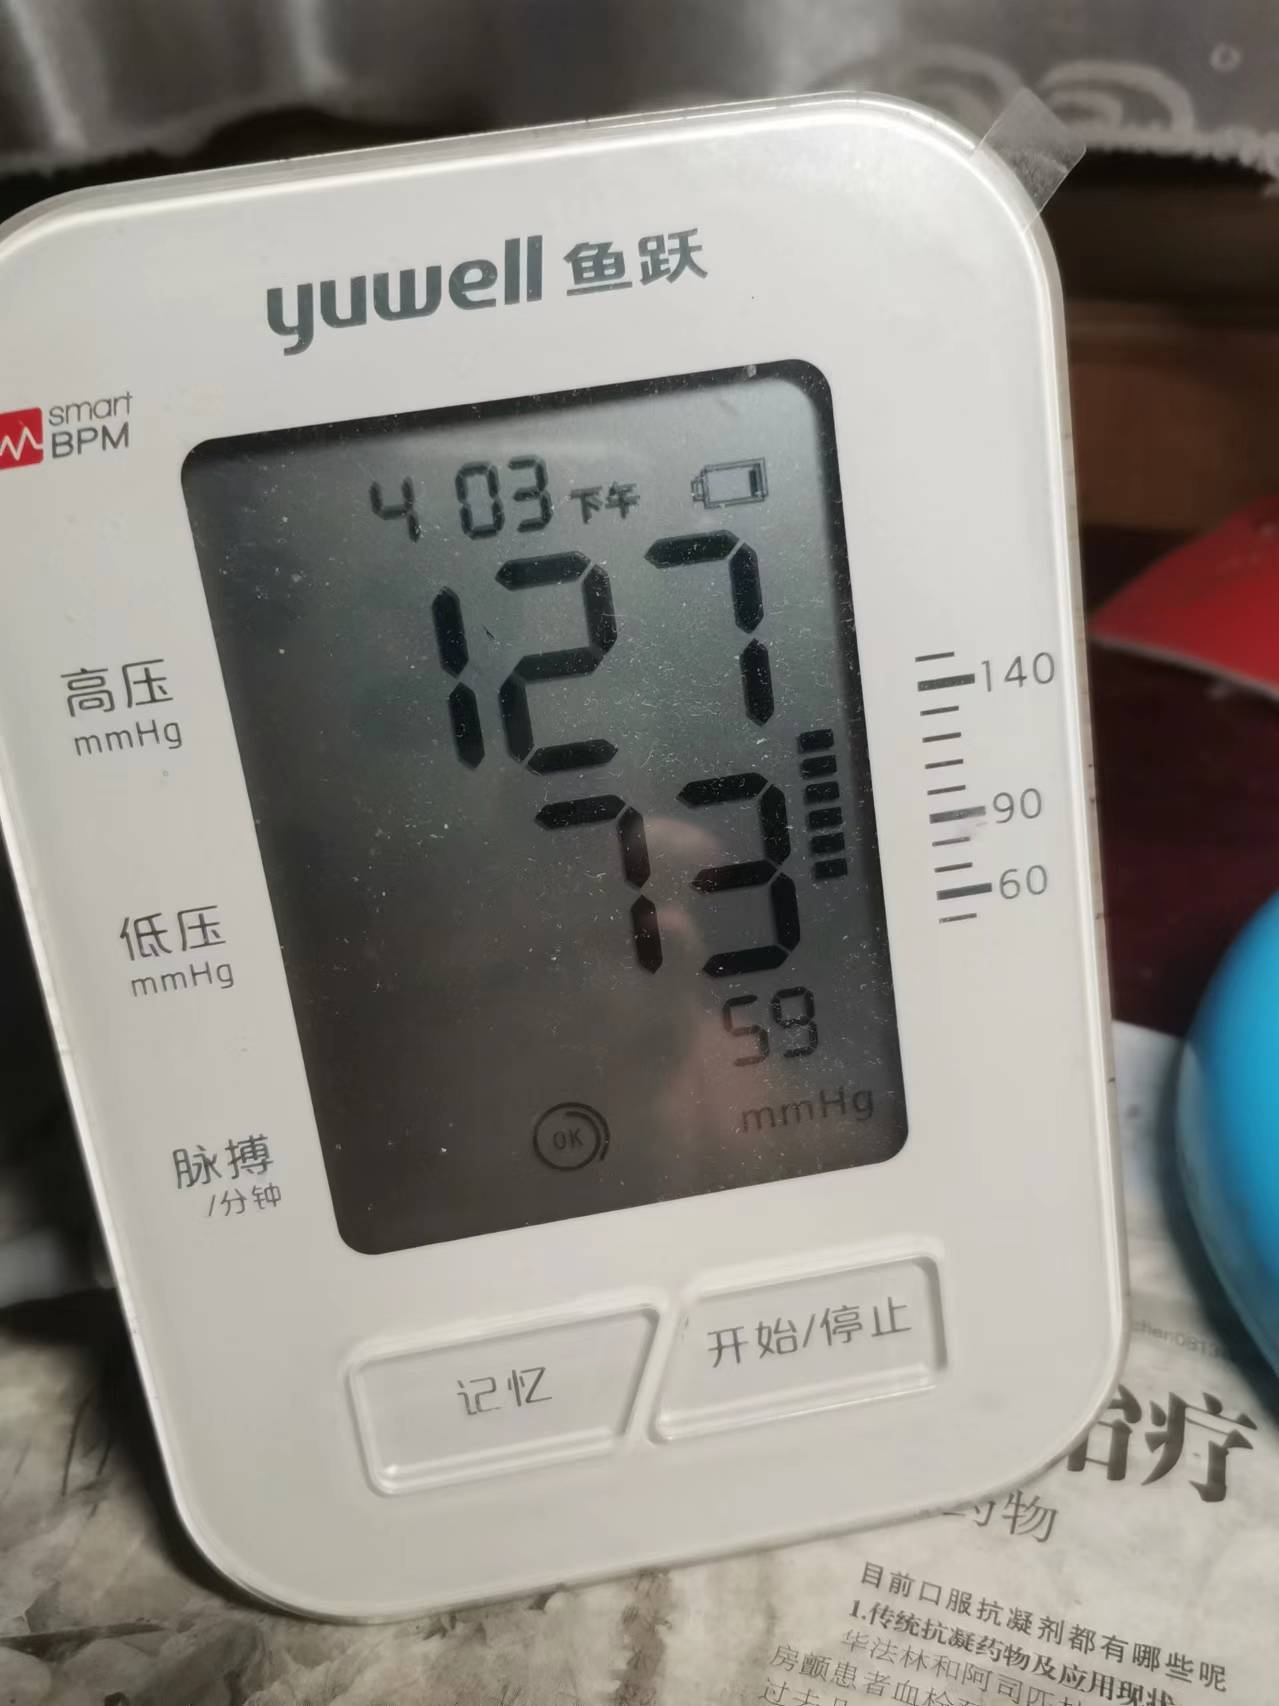 yuwell 鱼跃
smart
BPM
4 03 下午
127
高压
mmHg
140
73
90
低压
mmHg
60
59
mmHg
OK
脉搏
/分钟
记忆
开始/停止
治疗
药物
目前口服抗凝剂都有哪些呢
1.传统抗凝药物及应用现状
华法林和阿司匹
房颤患者血栓